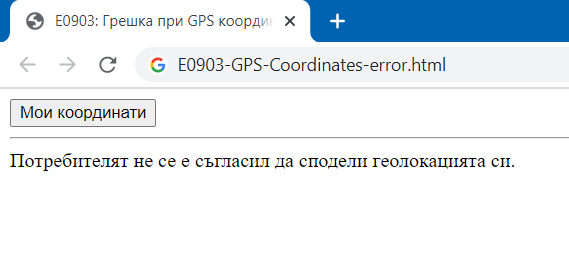 E0903: Грешка при GPS коорди
E0903-GPS-Coordinates-error.html
Мои координати
Потребителят не се е съгласил да сподели геолокацията си.